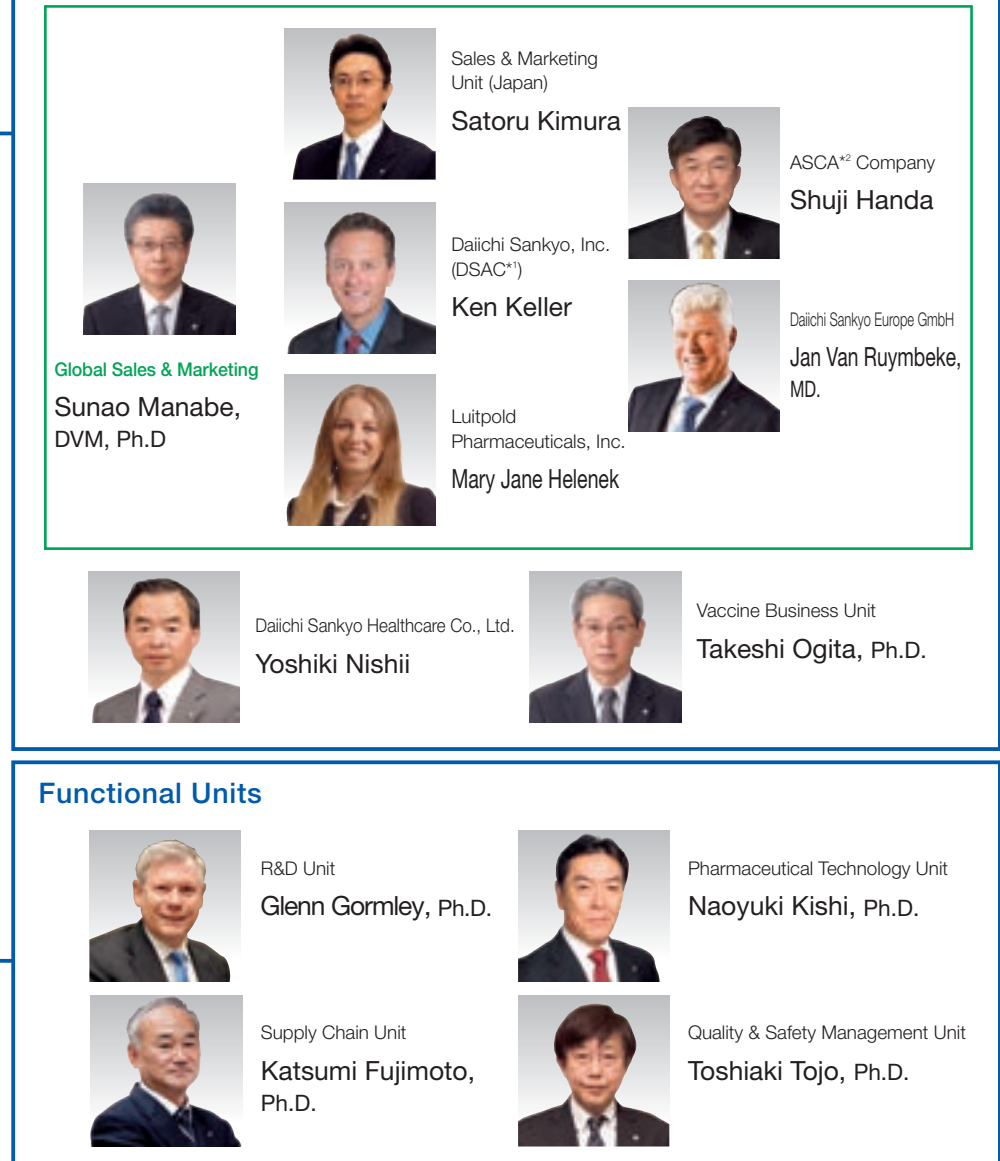 Sales & Marketing
Unit (Japan)
Satoru Kimura
ASCA*2 Company
Shuji Handa
Daiichi Sankyo, Inc.
(DSAC*1)
Ken Keller
Daiichi Sankyo Europe GmbH
Jan Van Ruymbeke,
MD.
Global Sales & Marketing
Sunao Manabe,
DVM, Ph.D
Luitpold
Pharmaceuticals, Inc.
Mary Jane Helenek
Daiichi Sankyo Healthcare Co., Ltd.
Yoshiki Nishii
Vaccine Business Unit
Takeshi Ogita, Ph.D.
Functional Units
R&D Unit
Glenn Gormley, Ph.D.
Pharmaceutical Technology Unit
Naoyuki Kishi, Ph.D.
Supply Chain Unit
Katsumi Fujimoto,
Ph.D.
Quality & Safety Management Unit
Toshiaki Tojo, Ph.D.